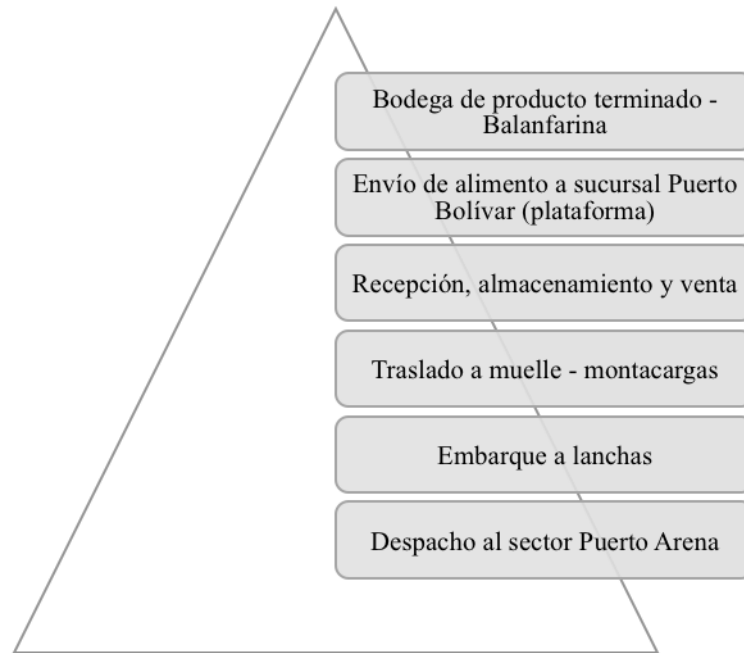 Bodega de producto terminado -
Balanfarina
Envío de alimento a sucursal Puerto
Bolívar (plataforma)
Recepción, almacenamiento y venta
Traslado a muelle - montacargas
Embarque a lanchas
Despacho al sector Puerto Arena